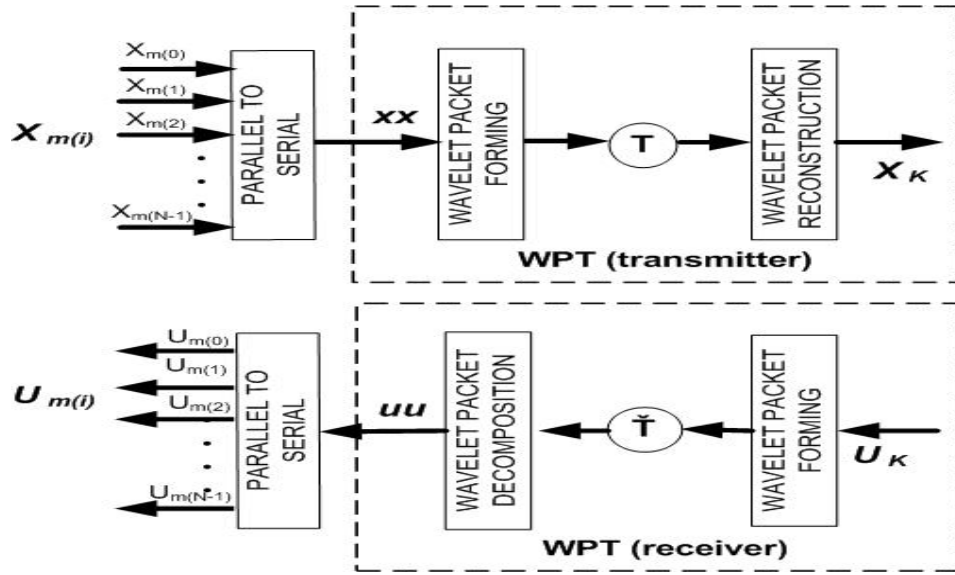 X m(i)
Xm(0)
Xm(1)
Xm(2)
Xm(N-1)
PARALLEL TO
SERIAL
xx
WAVELET PACKET
FORMING
T
WAVELET PACKET
RECONSTRUCTION
X K
WPT (transmitter)
U m(i)
Um(0)
Um(1)
Um(2)
Um(N-1)
PARALLEL TO
SERIAL
uu
WAVELET PACKET
DECOMPOSITION
Ť
WAVELET PACKET
FORMING
U K
WPT (receiver)